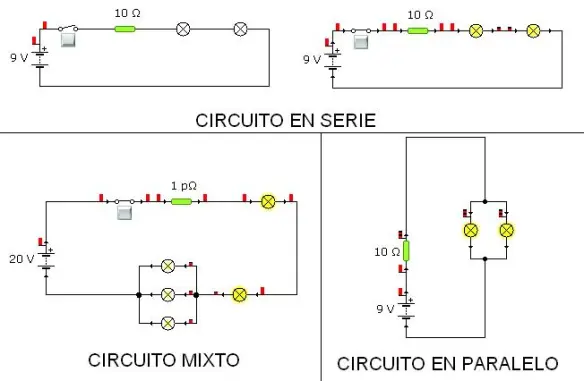 10 Ω
9 V
10 Ω
9 V
CIRCUITO EN SERIE
1 pΩ
20 V
CIRCUITO MIXTO
10 Ω
9 V
CIRCUITO EN PARALELO